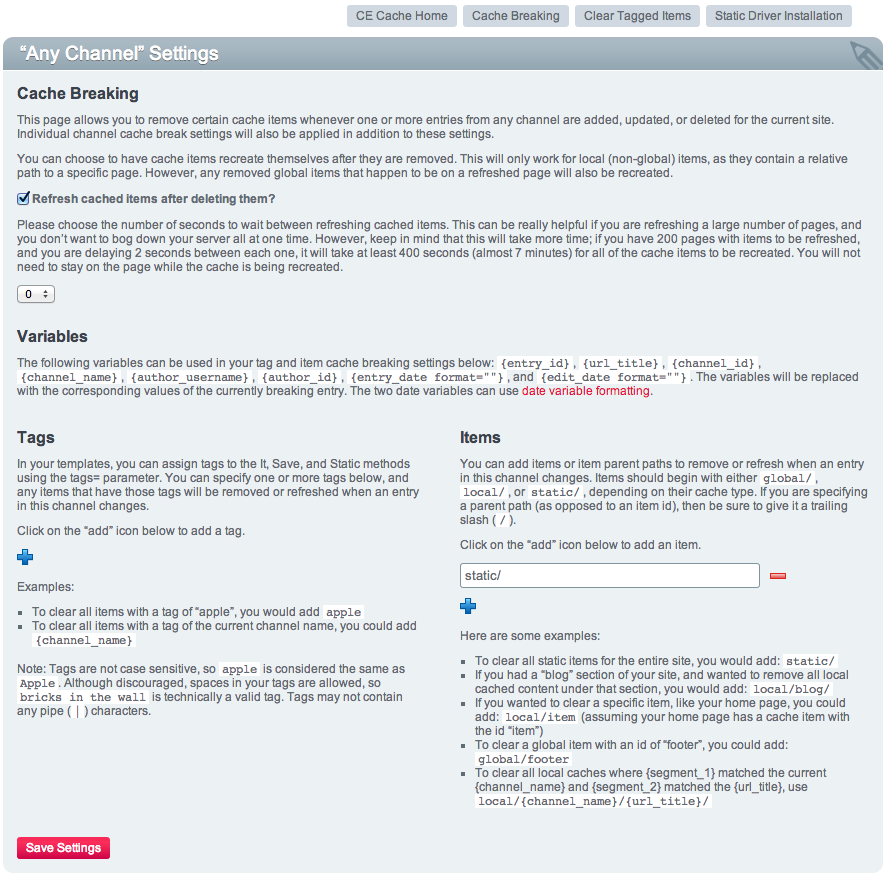 CE Cache Home Cache Breaking Clear Tagged Items Static Driver Installation
“Any Channel” Settings
Cache Breaking
This page allows you to remove certain cache items whenever one or more entries from any channel are added, updated, or deleted for the current site.
Individual channel cache break settings will also be applied in addition to these settings.
You can choose to have cache items recreate themselves after they are removed. This will only work for local (non-global) items, as they contain a relative
path to a specific page. However, any removed global items that happen to be on a refreshed page will also be recreated.
Refresh cached items after deleting them?
Please choose the number of seconds to wait between refreshing cached items. This can be really helpful if you are refreshing a large number of pages, and
you don’t want to bog down your server all at one time. However, keep in mind that this will take more time; if you have 200 pages with items to be refreshed,
and you are delaying 2 seconds between each one, it will take at least 400 seconds (almost 7 minutes) for all of the cache items to be recreated. You will not
need to stay on the page while the cache is being recreated.
0
Variables
The following variables can be used in your tag and item cache breaking settings below: {entry_id} , {url_title} , {channel_id} ,
{channel_name} , {author_username} , {author_id} , {entry_date format=""} , and {edit_date format=""} . The variables will be replaced
with the corresponding values of the currently breaking entry. The two date variables can use date variable formatting.
Tags
In your templates, you can assign tags to the It, Save, and Static methods
using the tags= parameter. You can specify one or more tags below, and
any items that have those tags will be removed or refreshed when an entry
in this channel changes.
Click on the “add” icon below to add a tag.
Examples:
To clear all items with a tag of “apple”, you would add apple
To clear all items with a tag of the current channel name, you could add
{channel_name}
Note: Tags are not case sensitive, so apple is considered the same as
Apple . Although discouraged, spaces in your tags are allowed, so
bricks in the wall is technically a valid tag. Tags may not contain
any pipe ( | ) characters.
Items
You can add items or item parent paths to remove or refresh when an entry
in this channel changes. Items should begin with either global/ ,
local/ , or static/ , depending on their cache type. If you are specifying
a parent path (as opposed to an item id), then be sure to give it a trailing
slash ( / ).
Click on the “add” icon below to add an item.
static/
Here are some examples:
To clear all static items for the entire site, you would add: static/
If you had a “blog” section of your site, and wanted to remove all local
cached content under that section, you would add: local/blog/
If you wanted to clear a specific item, like your home page, you could
add: local/item (assuming your home page has a cache item with
the id “item”)
To clear a global item with an id of “footer”, you could add:
global/footer
To clear all local caches where {segment_1} matched the current
{channel_name} and {segment_2} matched the {url_title}, use
local/{channel_name}/{url_title}/
Save Settings